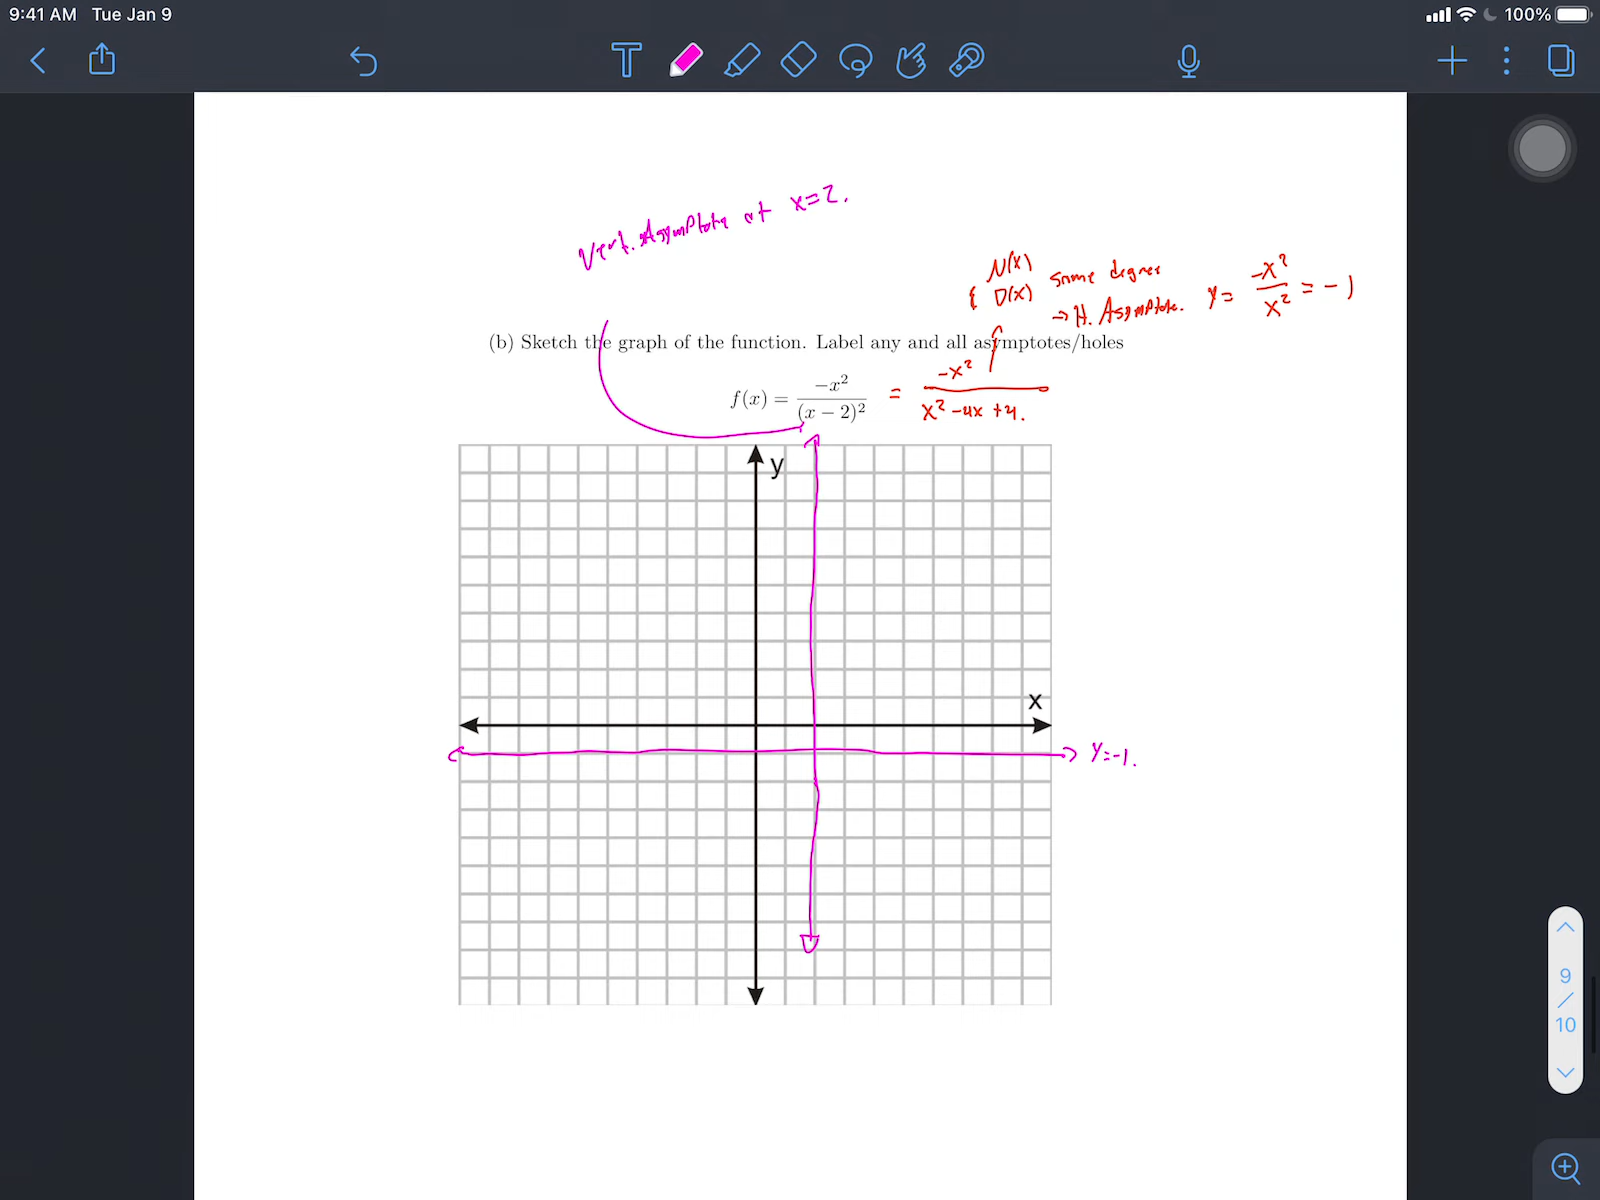 9:41 AM Tue Jan 9
100%
T
Vert. Asymptote at x=2.
N(x)
& D(x)
same degree
→ H. Asymptote. y = -x²/x² = -1
(b) Sketch the graph of the function. Label any and all asymptotes/holes
f(x) = -x²/(x − 2)² = -x²/x² -4x +4.
y
x
y=-1.
9
/
10